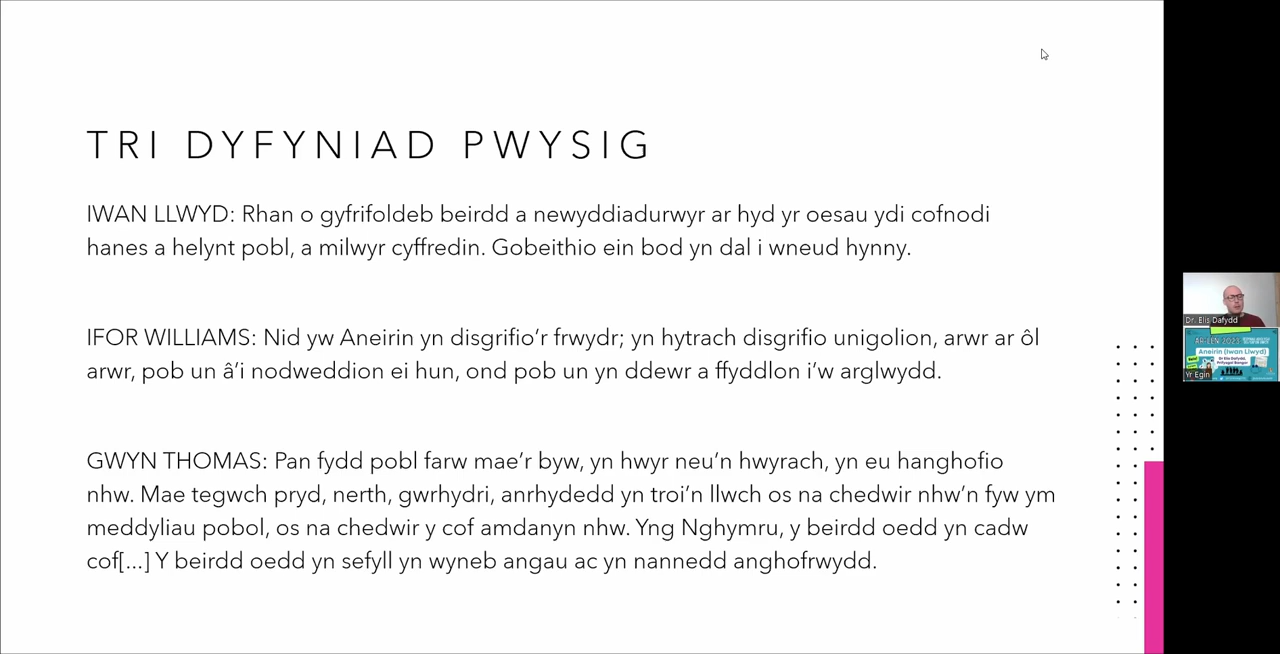 TRI DYFYNIAD PWYSIG
IWAN LLWYD: Rhan o gyfrifoldeb beirdd a newyddiadurwyr ar hyd yr oesau ydi cofnodi
hanes a helynt pobl, a milwyr cyffredin. Gobeithio ein bod yn dal i wneud hynny.
IFOR WILLIAMS: Nid yw Aneirin yn disgrifio’r frwydr; yn hytrach disgrifio unigolion, arwr ar ôl
arwr, pob un â’i nodweddion ei hun, ond pob un yn ddewr a ffyddlon i’w arglwydd.
GWYN THOMAS: Pan fydd pobl farw mae’r byw, yn hwyr neu’n hwyrach, yn eu hanghofio
nhw. Mae tegwch pryd, nerth, gwrhydri, anrhydedd yn troi’n llwch os na chedwir nhw’n fyw ym
meddyliau pobol, os na chedwir y cof amdanyn nhw. Yng Nghymru, y beirdd oedd yn cadw
cof[...] Y beirdd oedd yn sefyll yn wyneb angau ac yn nannedd anghofrwydd.
Dr. Elis Dafydd
Aneirin (Iwan Llwyd)
Dr Elis Dafydd,
Yr Egin